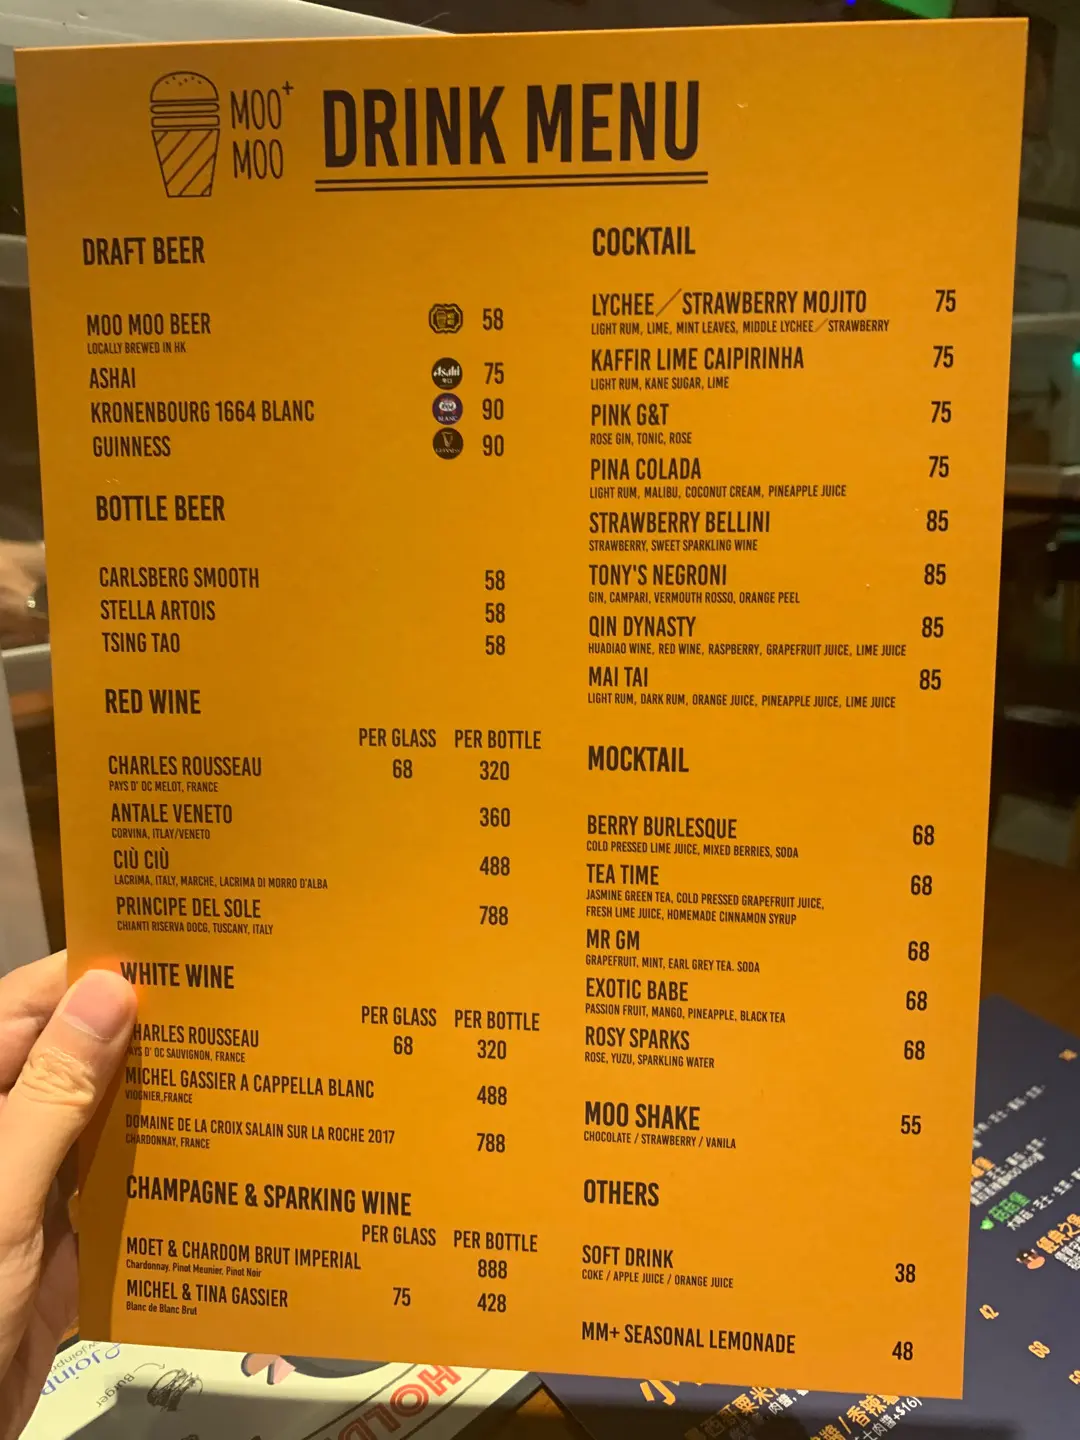 MOO+
MOO
DRINK MENU
DRAFT BEER
MOO MOO BEER 58
LOCALLY BREWED IN HK
ASHAI Asahi 75
KRONENBOURG 1664 BLANC BLANC 90
GUINNESS GUINNESS 90
BOTTLE BEER
CARLSBERG SMOOTH 58
STELLA ARTOIS 58
TSING TAO 58
RED WINE
PER GLASS PER BOTTLE
CHARLES ROUSSEAU 68 320
PAYS D' OC MELOT, FRANCE
ANTALE VENETO 360
CORVINA, ITLAY/VENETO
CIÙ CIÙ 488
LACRIMA, ITALY, MARCHE, LACRIMA DI MORRO D'ALBA
PRINCIPE DEL SOLE 788
CHIANTI RISERVA DOCG, TUSCANY, ITALY
WHITE WINE
PER GLASS PER BOTTLE
HARLES ROUSSEAU 68 320
AYS D' OC SAUVIGNON, FRANCE
MICHEL GASSIER A CAPPELLA BLANC 488
VIOGNIER,FRANCE
DOMAINE DE LA CROIX SALAIN SUR LA ROCHE 2017 788
CHARDONNAY, FRANCE
CHAMPAGNE & SPARKING WINE
PER GLASS PER BOTTLE
MOET & CHARDOM BRUT IMPERIAL 888
Chardonnay, Pinot Meunier, Pinot Noir
MICHEL & TINA GASSIER 75 428
Blanc de Blanc Brut
COCKTAIL
LYCHEE／STRAWBERRY MOJITO 75
LIGHT RUM, LIME, MINT LEAVES, MIDDLE LYCHEE／STRAWBERRY
KAFFIR LIME CAIPIRINHA 75
LIGHT RUM, KANE SUGAR, LIME
PINK G&T 75
ROSE GIN, TONIC, ROSE
PINA COLADA 75
LIGHT RUM, MALIBU, COCONUT CREAM, PINEAPPLE JUICE
STRAWBERRY BELLINI 85
STRAWBERRY, SWEET SPARKLING WINE
TONY'S NEGRONI 85
GIN, CAMPARI, VERMOUTH ROSSO, ORANGE PEEL
QIN DYNASTY 85
HUADIAO WINE, RED WINE, RASPBERRY, GRAPEFRUIT JUICE, LIME JUICE
MAI TAI 85
LIGHT RUM, DARK RUM, ORANGE JUICE, PINEAPPLE JUICE, LIME JUICE
MOCKTAIL
BERRY BURLESQUE 68
COLD PRESSED LIME JUICE, MIXED BERRIES, SODA
TEA TIME 68
JASMINE GREEN TEA, COLD PRESSED GRAPEFRUIT JUICE,
FRESH LIME JUICE, HOMEMADE CINNAMON SYRUP
MR GM 68
GRAPEFRUIT, MINT, EARL GREY TEA. SODA
EXOTIC BABE 68
PASSION FRUIT, MANGO, PINEAPPLE, BLACK TEA
ROSY SPARKS 68
ROSE, YUZU, SPARKLING WATER
MOO SHAKE 55
CHOCOLATE / STRAWBERRY / VANILA
OTHERS
SOFT DRINK 38
COKE / APPLE JUICE / ORANGE JUICE
MM+ SEASONAL LEMONADE 48
42
68
Burger
HOLD